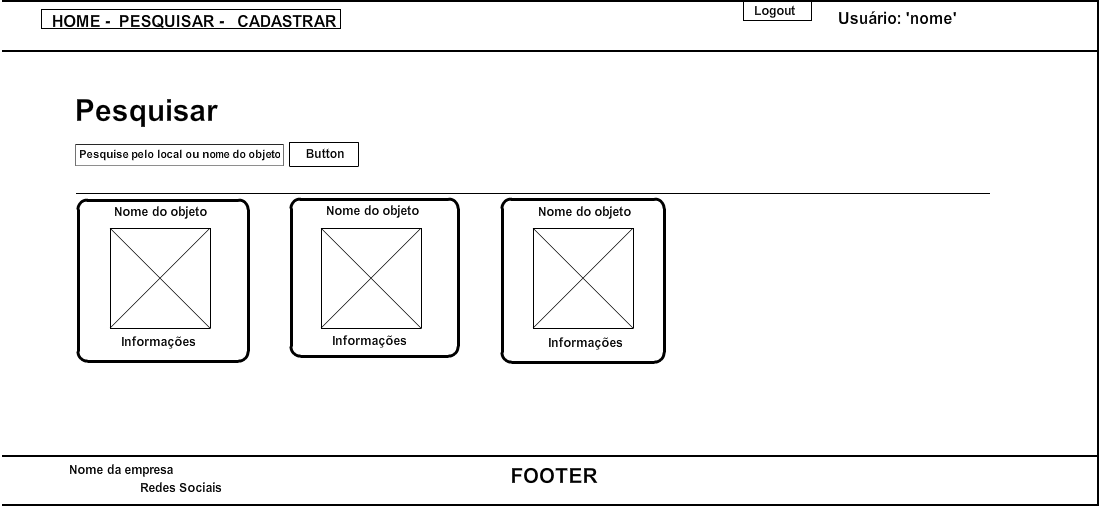 HOME - PESQUISAR - CADASTRAR
Logout
Usuário: 'nome'
Pesquisar
Pesquise pelo local ou nome do objeto
Button
Nome do objeto
Informações
Nome do objeto
Informações
Nome do objeto
Informações
Nome da empresa
Redes Sociais
FOOTER